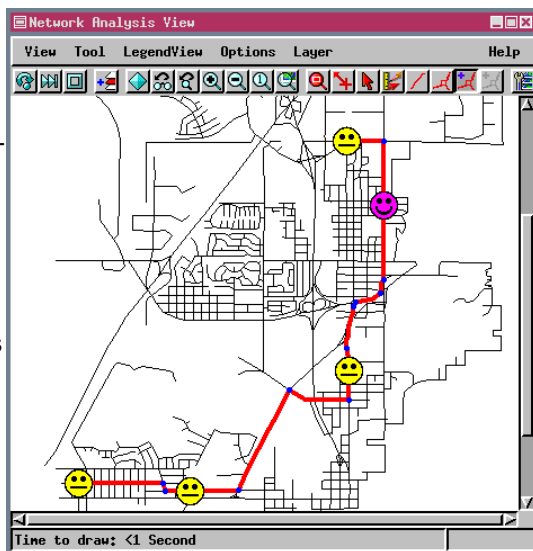 Network Analysis View
View Tool LegendView Options Layer Help
Time to draw: <1 Second